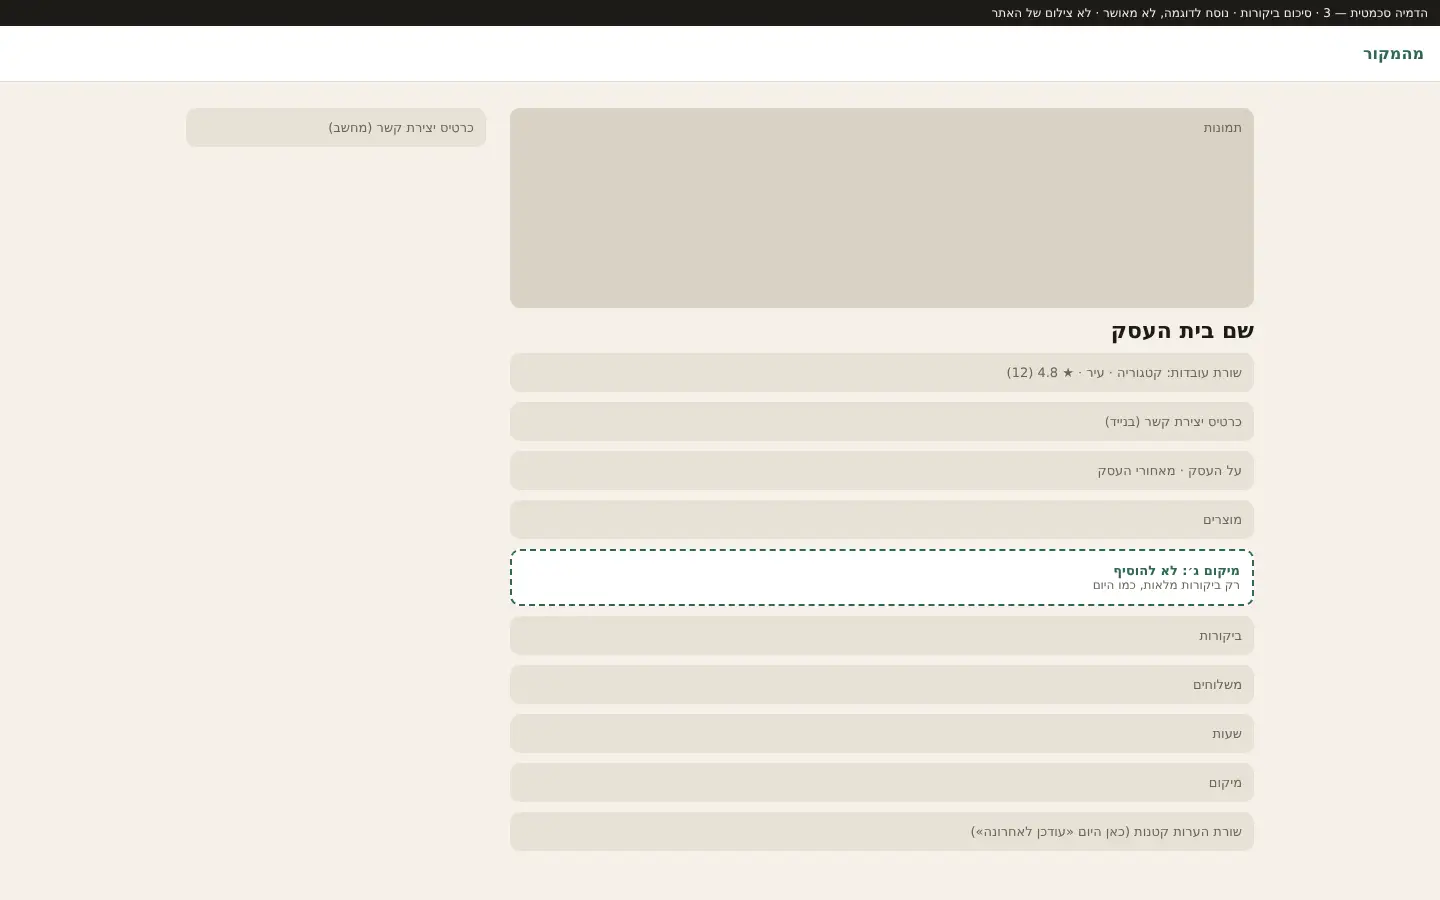 הדמיה סכמטית — 3 · סיכום ביקורות · נוסח לדוגמה, לא מאושר · לא צילום של האתר
מהמקור
תמונות
כרטיס יצירת קשר (מחשב)
שם בית העסק
שורת עובדות: קטגוריה · עיר · ★ 4.8 (12)
כרטיס יצירת קשר (בנייד)
על העסק · מאחורי העסק
מוצרים
מיקום ג׳: לא להוסיף
רק ביקורות מלאות, כמו היום
ביקורות
משלוחים
שעות
מיקום
שורת הערות קטנות (כאן היום «עודכן לאחרונה»)